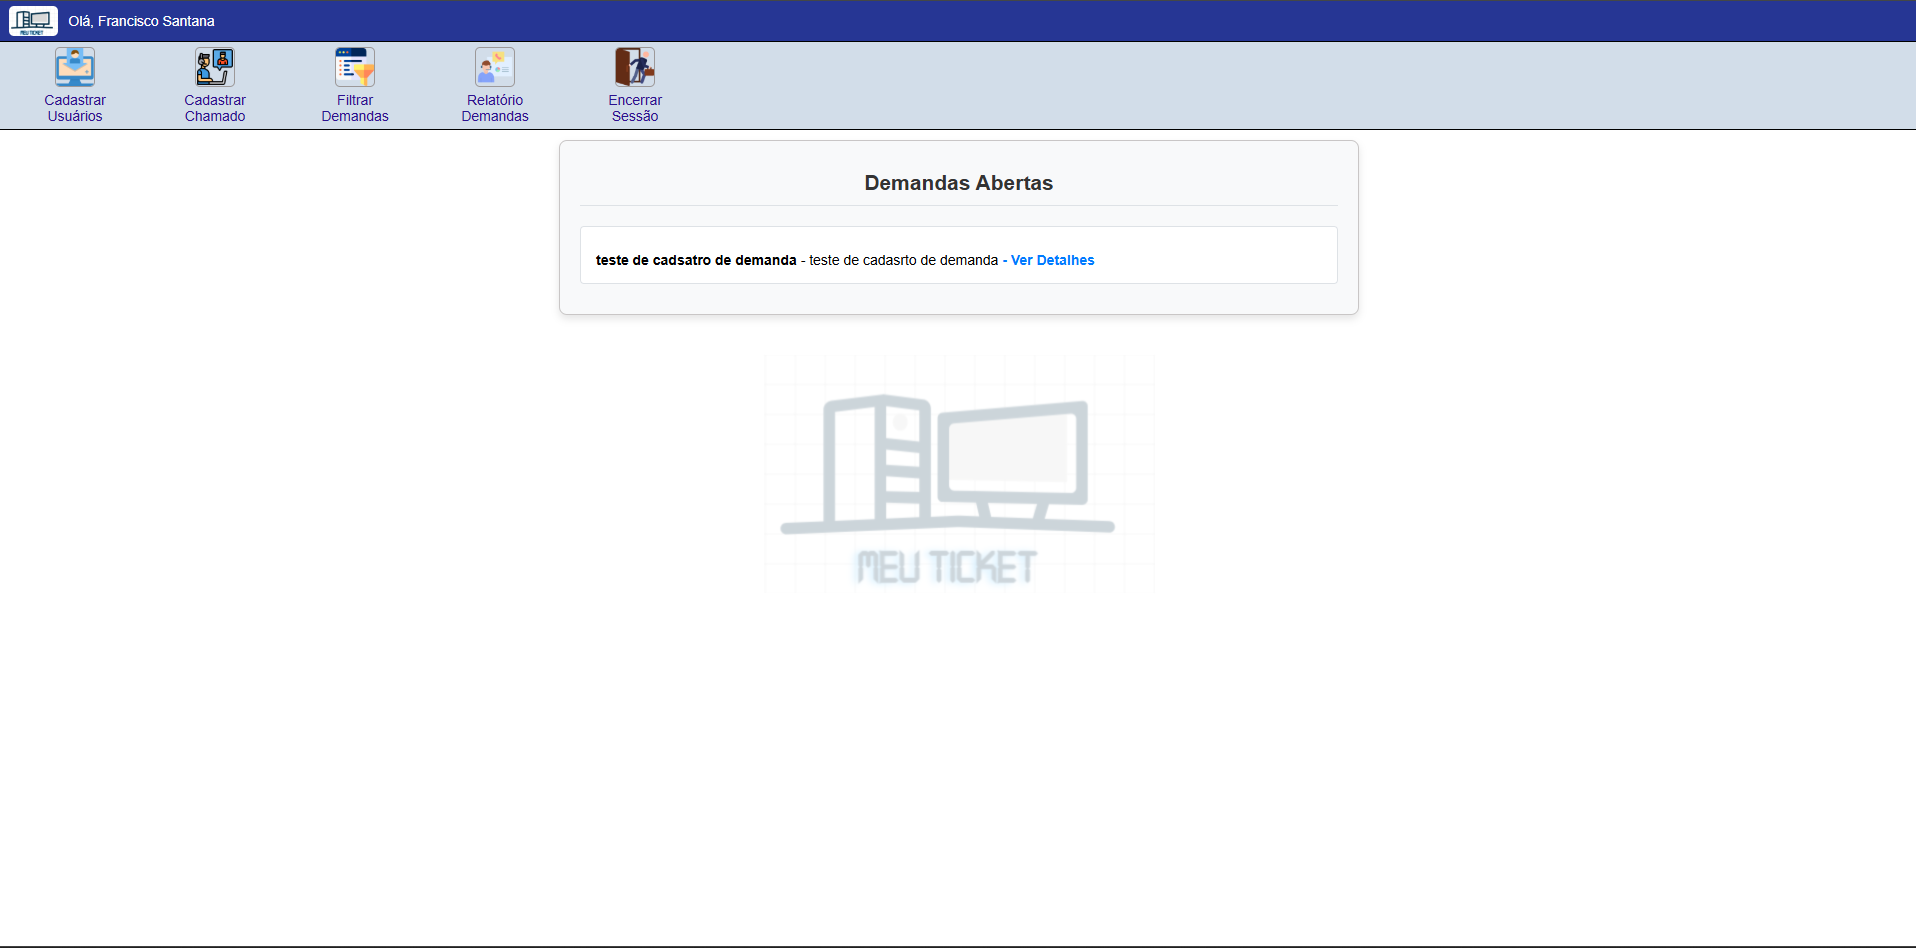 MEU TICKET
Olá, Francisco Santana
Cadastrar
Usuários
Cadastrar
Chamado
Filtrar
Demandas
Relatório
Demandas
Encerrar
Sessão
Demandas Abertas
teste de cadsatro de demanda - teste de cadasrto de demanda - Ver Detalhes
MEU TICKET